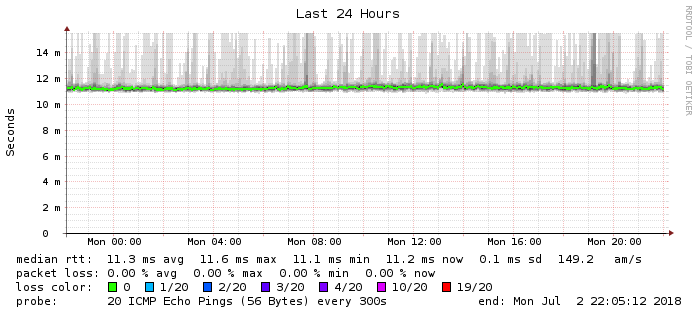 Last 24 Hours
RRDTOOL / TOBI OETIKER
Seconds
14 m
12 m
10 m
8 m
6 m
4 m
2 m
0
Mon 00:00 Mon 04:00 Mon 08:00 Mon 12:00 Mon 16:00 Mon 20:00
median rtt: 11.3 ms avg 11.6 ms max 11.1 ms min 11.2 ms now 0.1 ms sd 149.2 am/s
packet loss: 0.00 % avg 0.00 % max 0.00 % min 0.00 % now
loss color: 0 1/20 2/20 3/20 4/20 10/20 19/20
probe: 20 ICMP Echo Pings (56 Bytes) every 300s end: Mon Jul 2 22:05:12 2018